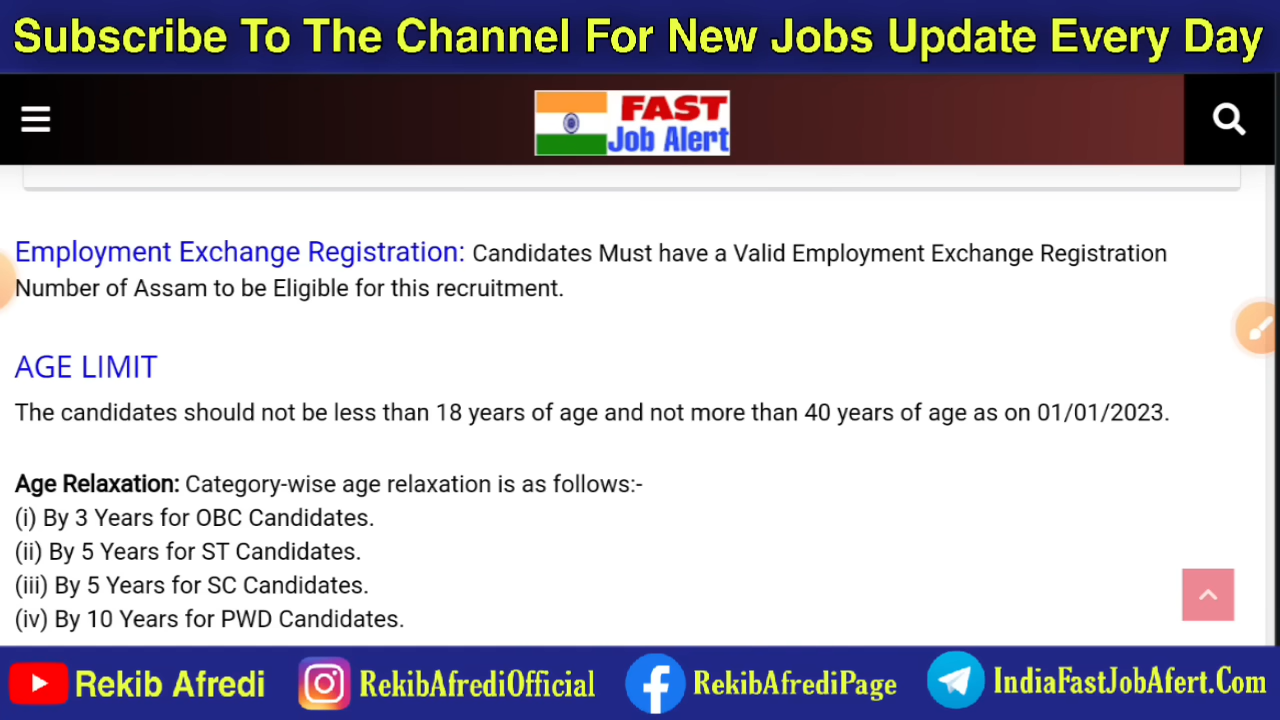 Subscribe To The Channel For New Jobs Update Every Day
FAST
Job Alert
Employment Exchange Registration: Candidates Must have a Valid Employment Exchange Registration
Number of Assam to be Eligible for this recruitment.
AGE LIMIT
The candidates should not be less than 18 years of age and not more than 40 years of age as on 01/01/2023.
Age Relaxation: Category-wise age relaxation is as follows:-
(i) By 3 Years for OBC Candidates.
(ii) By 5 Years for ST Candidates.
(iii) By 5 Years for SC Candidates.
(iv) By 10 Years for PWD Candidates.
Rekib Afredi RekibAfrediOfficial RekibAfrediPage IndiaFastJobAfert.Com